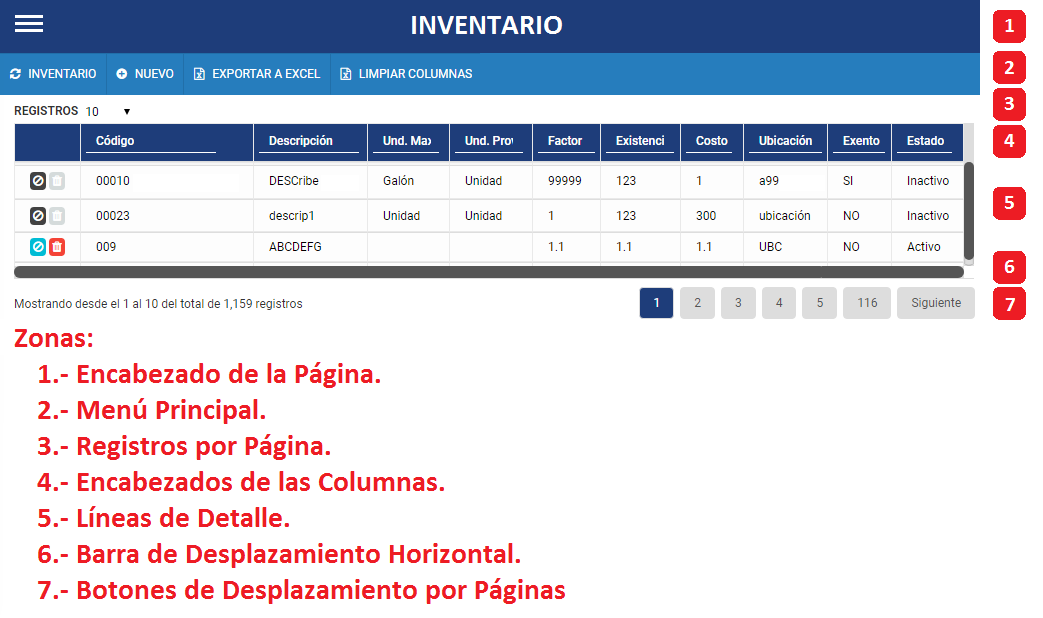 INVENTARIO 1
INVENTARIO NUEVO EXPORTAR A EXCEL LIMPIAR COLUMNAS 2
REGISTROS 10 3
Código Descripción Und. Max Und. Prov Factor Existenci Costo Ubicación Exento Estado 4
00010 DESCribe Galón Unidad 99999 123 1 a99 SI Inactivo
00023 descrip1 Unidad Unidad 1 123 300 ubicación NO Inactivo 5
009 ABCDEFG 1.1 1.1 1.1 UBC NO Activo
6
Mostrando desde el 1 al 10 del total de 1,159 registros 1 2 3 4 5 116 Siguiente 7
Zonas:
1.- Encabezado de la Página.
2.- Menú Principal.
3.- Registros por Página.
4.- Encabezados de las Columnas.
5.- Líneas de Detalle.
6.- Barra de Desplazamiento Horizontal.
7.- Botones de Desplazamiento por Páginas